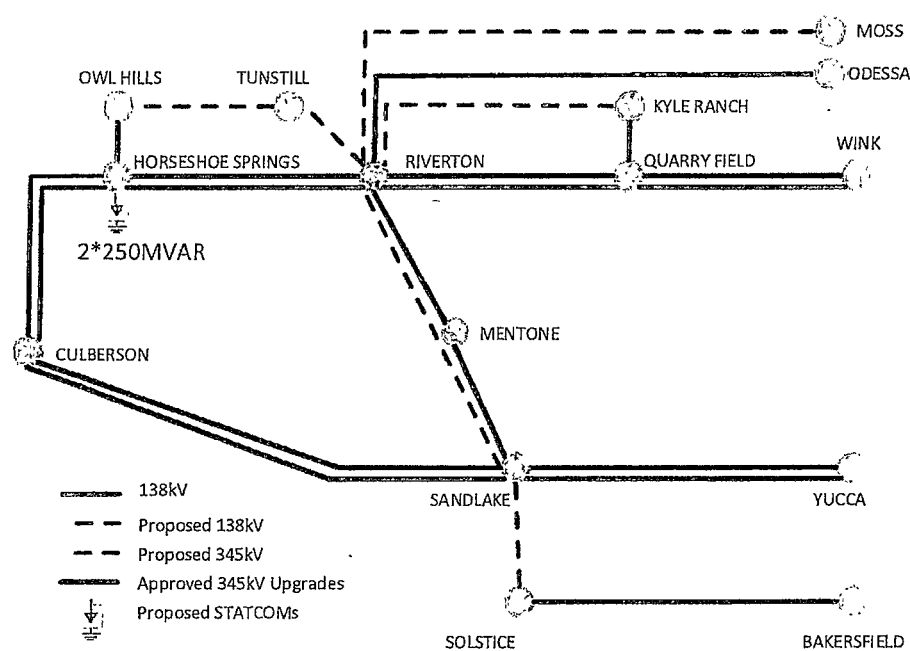 MOSS
OWL HILLS
TUNSTILL
ODESSA
KYLE RANCH
WINK
HORSESHOE SPRINGS
RIVERTON
QUARRY FIELD
2*250MVAR
MENTONE
CULBERSON
138kV
SANDLAKE
YUCCA
Proposed 138kV
Proposed 345kV
Approved 345kV Upgrades
Proposed STATCOMs
SOLSTICE
BAKERSFIELD